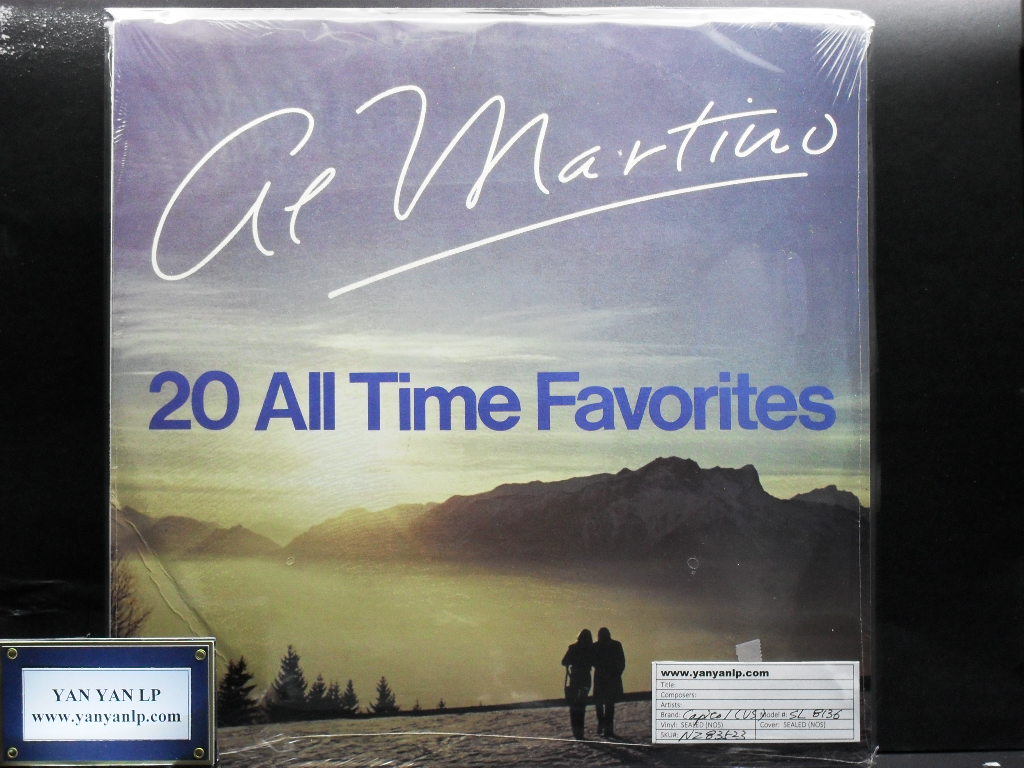 Al Martino
20 All Time Favorites
YAN YAN LP
www.yanyanlp.com
www.yanyanlp.com
Title:
Composers:
Artists:
Brand: Capitol (US) Model #: SL 8136
Vinyl: SEALED (NOS) Cover: SEALED (NOS)
SKU#: NZ83523